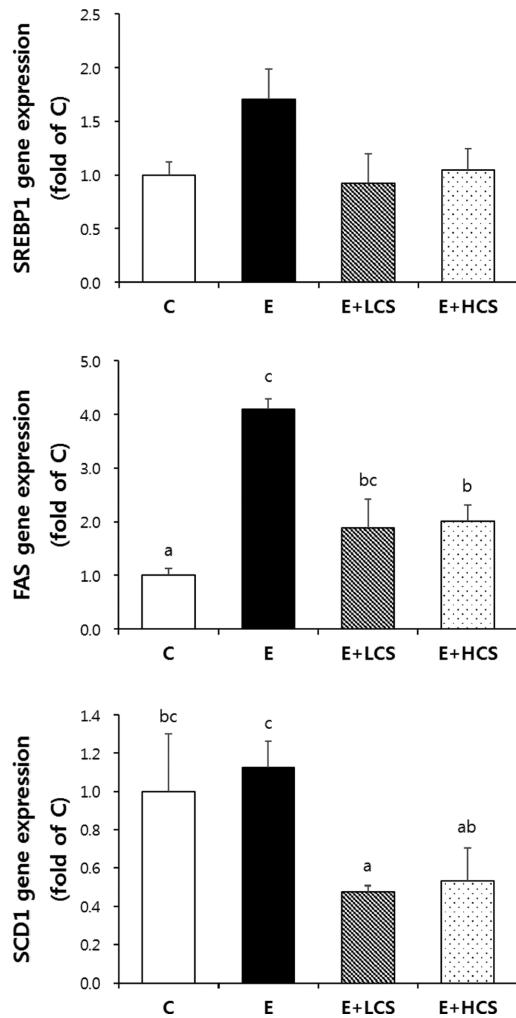 SREBP1 gene expression
(fold of C)
2.5
2.0
1.5
1.0
0.5
0.0
C E E+LCS E+HCS
FAS gene expression
(fold of C)
5.0
4.0
3.0
2.0
1.0
0.0
a c bc b
C E E+LCS E+HCS
SCD1 gene expression
(fold of C)
1.4
1.2
1.0
0.8
0.6
0.4
0.2
0.0
bc c a ab
C E E+LCS E+HCS